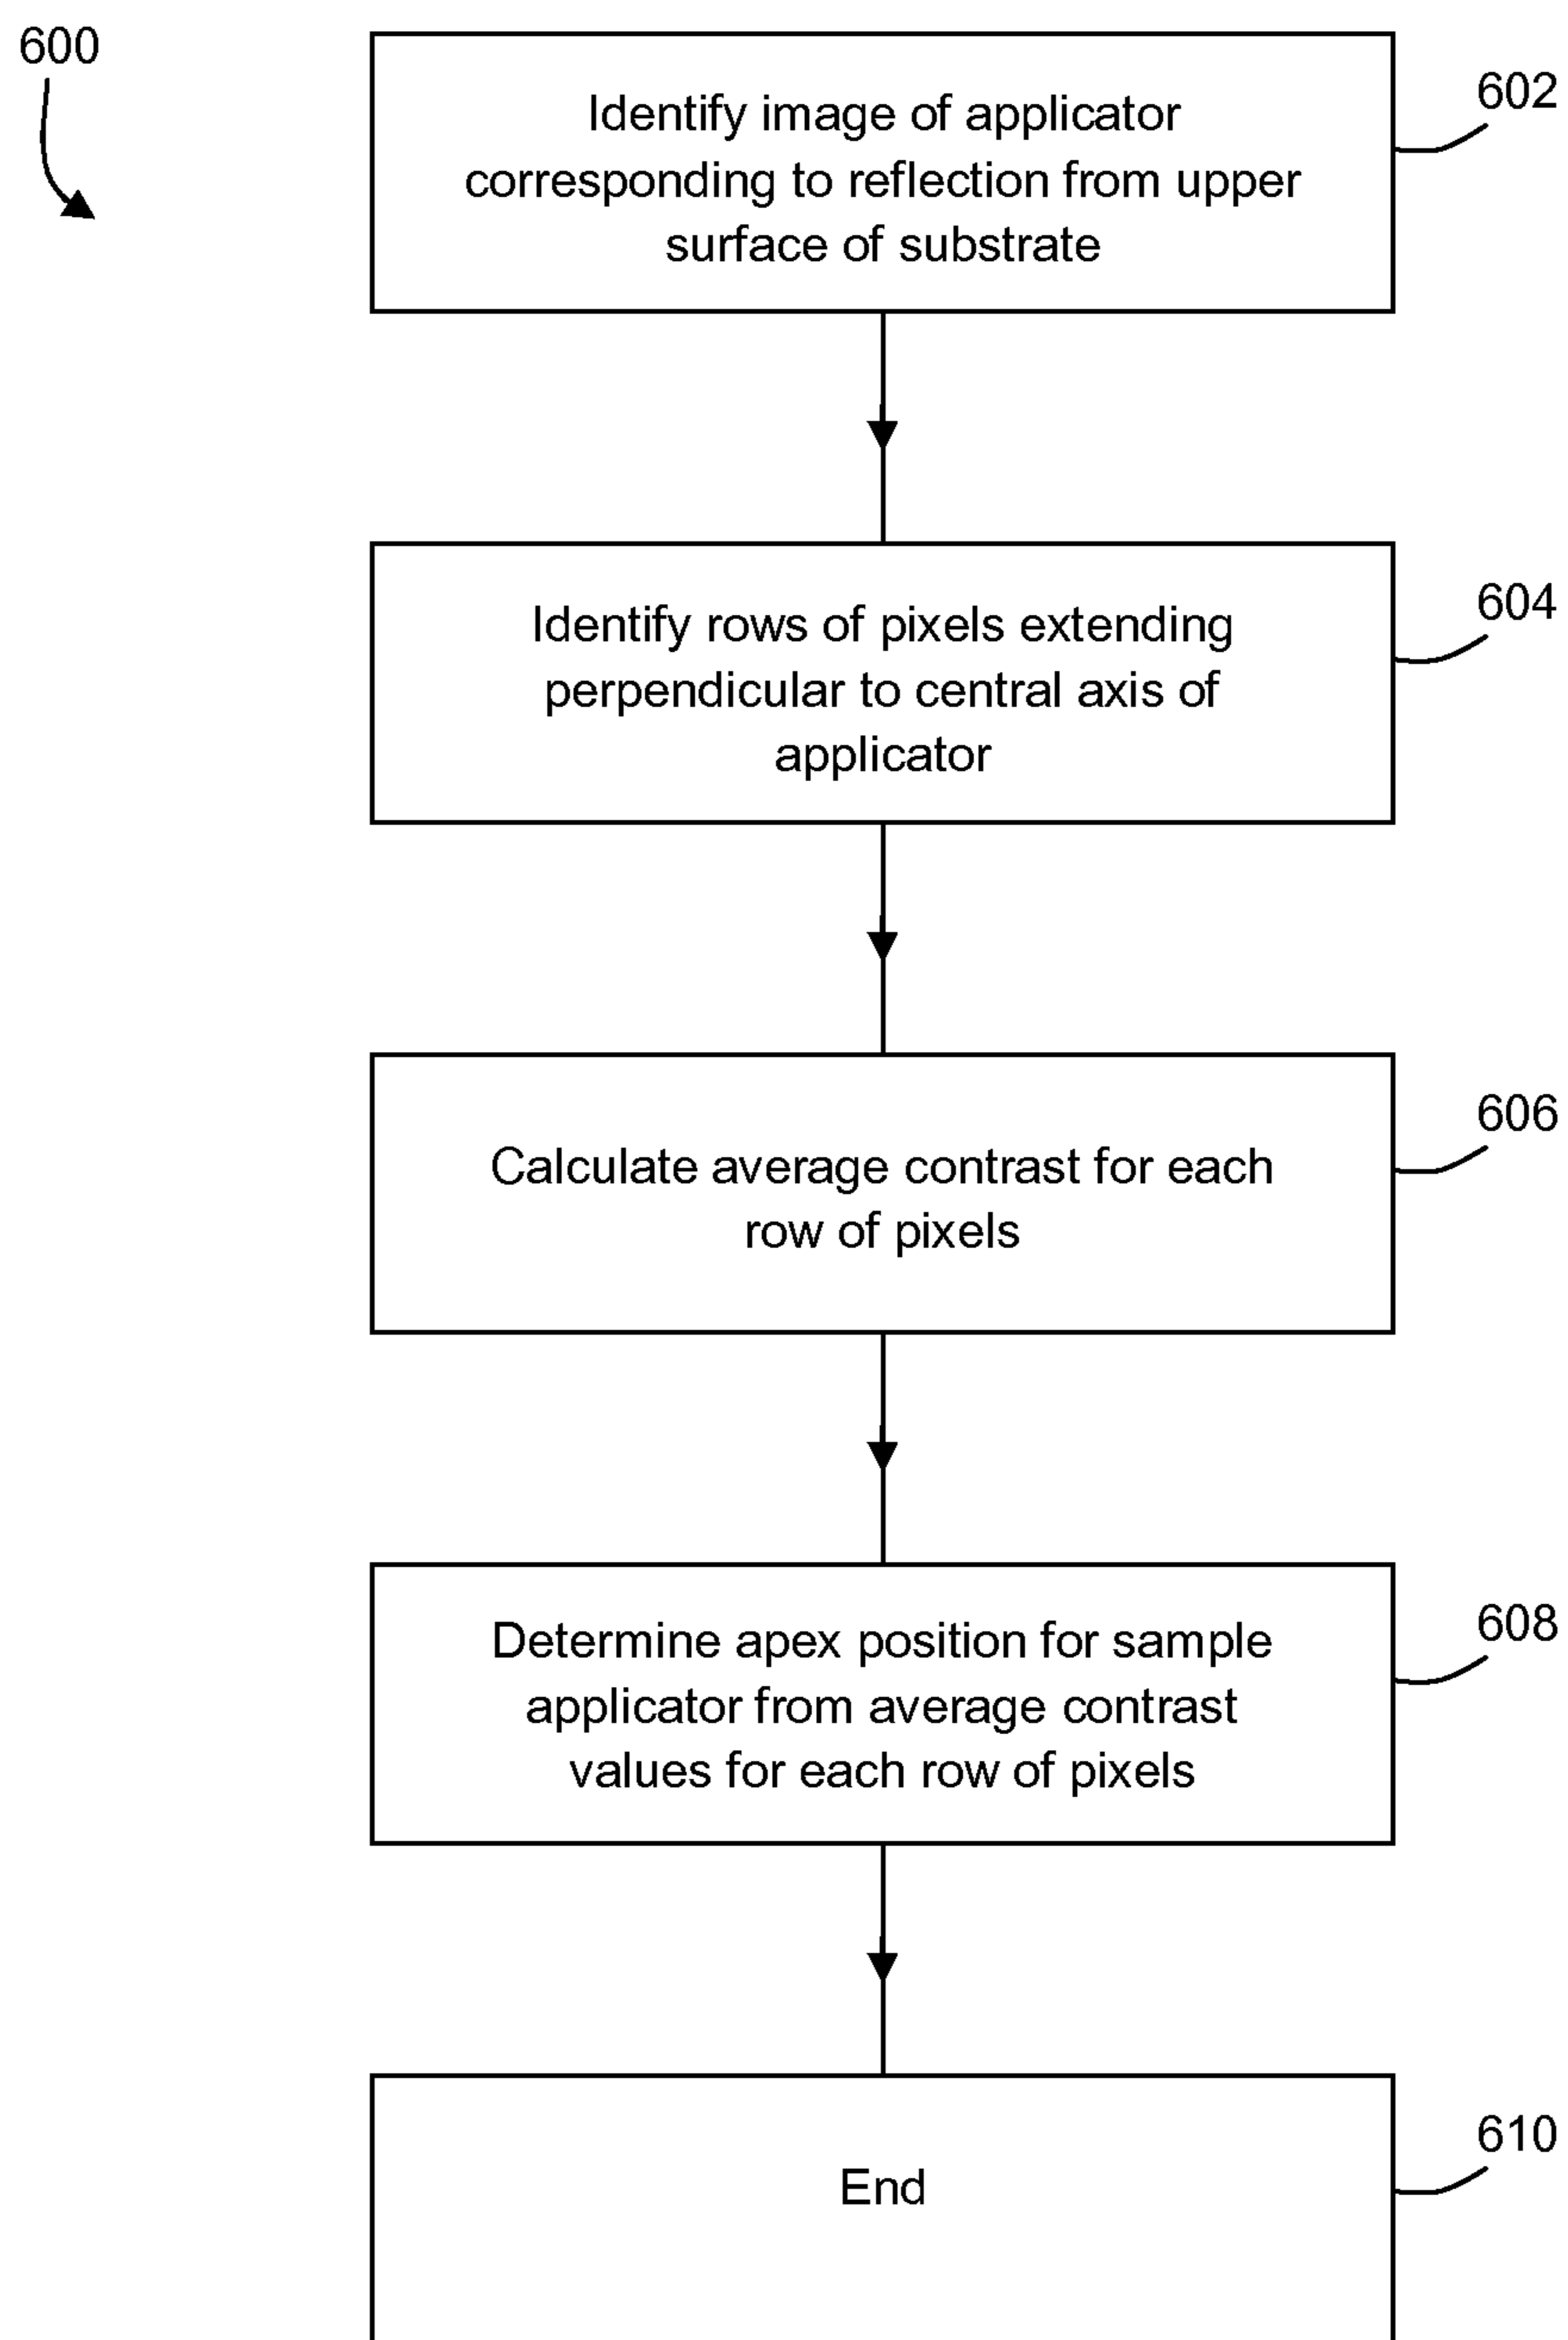 600
Identify image of applicator
corresponding to reflection from upper
surface of substrate
602
Identify rows of pixels extending
perpendicular to central axis of
applicator
604
Calculate average contrast for each
row of pixels
606
Determine apex position for sample
applicator from average contrast
values for each row of pixels
608
End
610